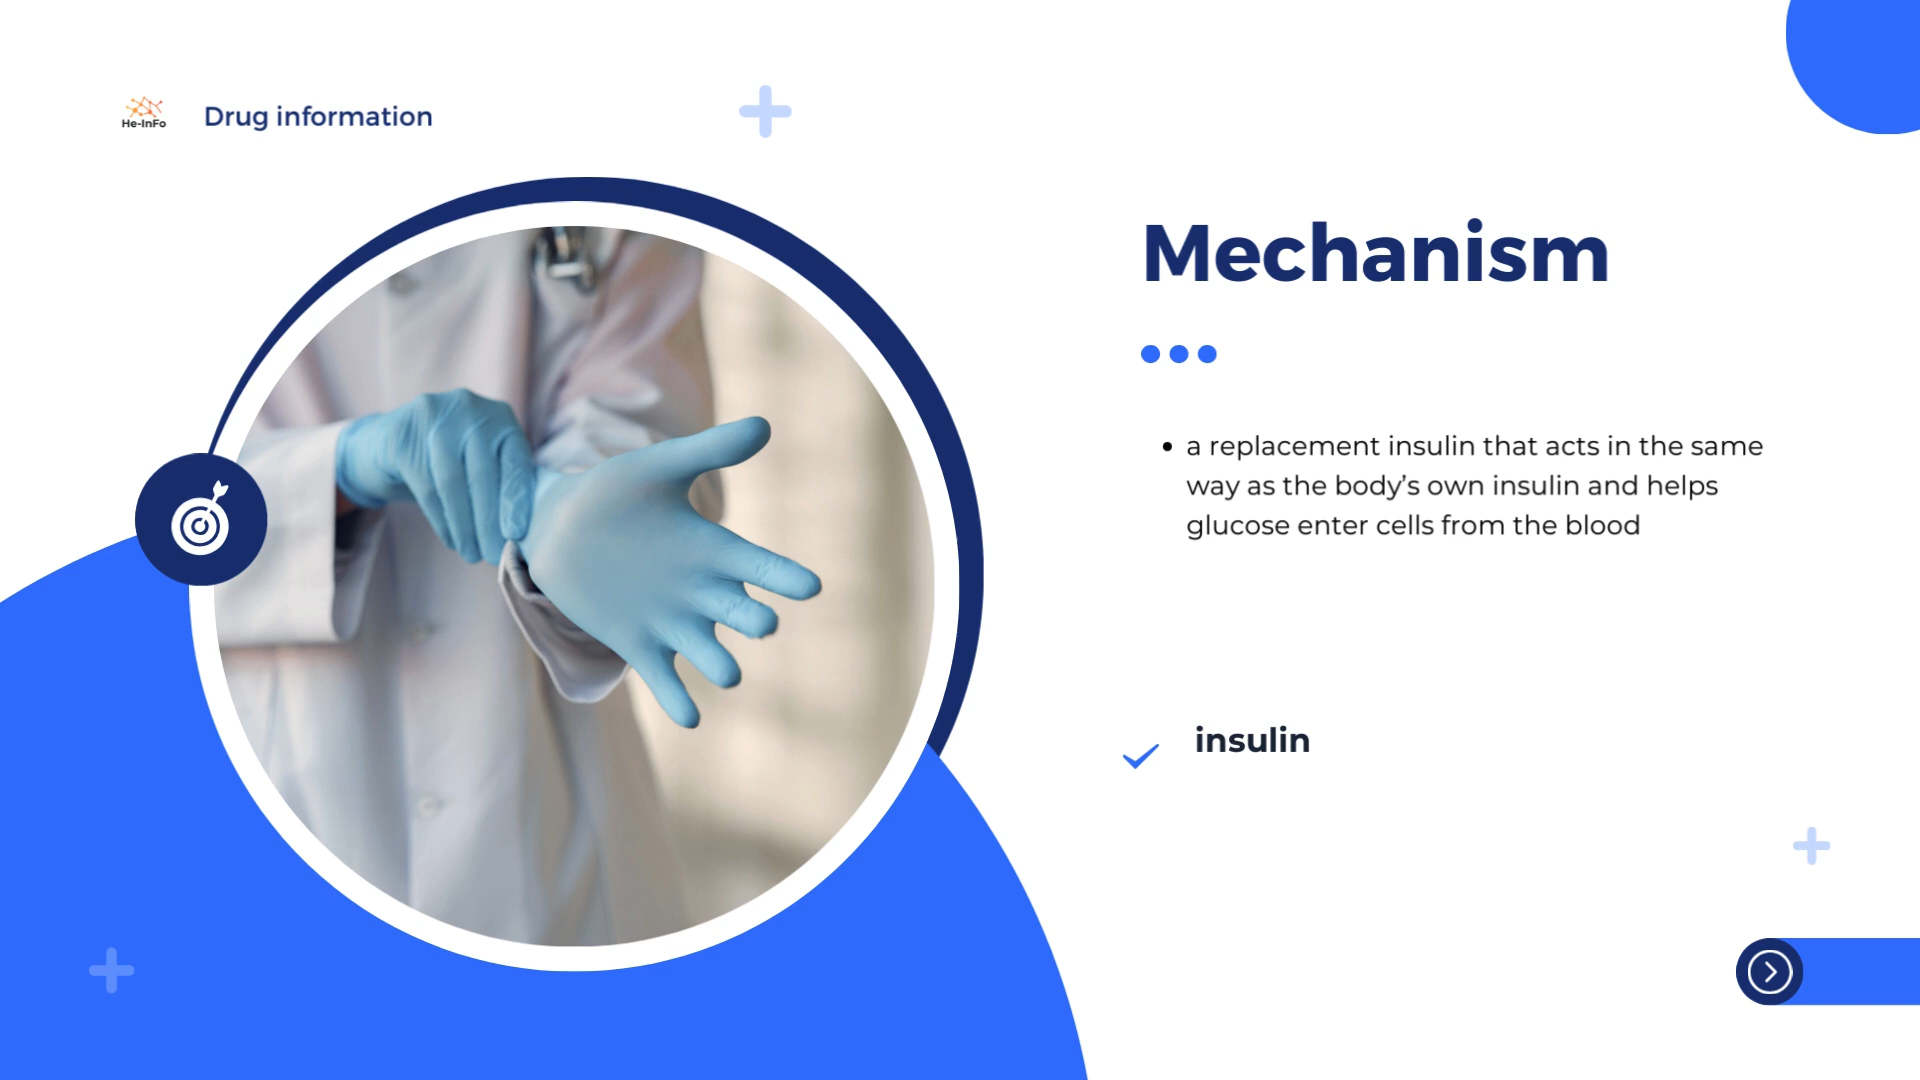 He-InFo
Drug information
Mechanism
• a replacement insulin that acts in the same
way as the body’s own insulin and helps
glucose enter cells from the blood
insulin